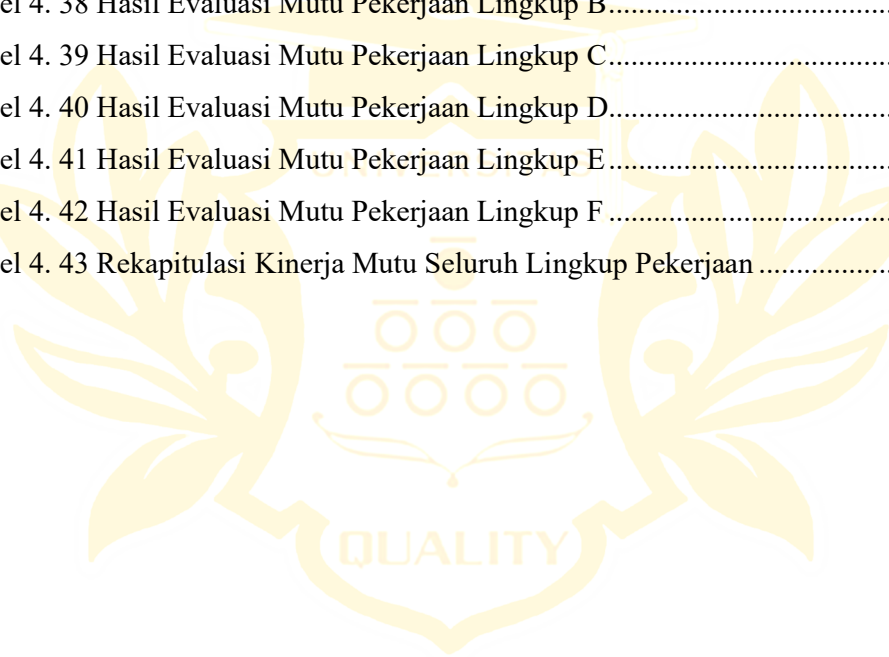 el 4. 38 Hasil Evaluasi Mutu Pekerjaan Lingkup B.......................................
el 4. 39 Hasil Evaluasi Mutu Pekerjaan Lingkup C.......................................
el 4. 40 Hasil Evaluasi Mutu Pekerjaan Lingkup D.......................................
el 4. 41 Hasil Evaluasi Mutu Pekerjaan Lingkup E.......................................
el 4. 42 Hasil Evaluasi Mutu Pekerjaan Lingkup F .......................................
el 4. 43 Rekapitulasi Kinerja Mutu Seluruh Lingkup Pekerjaan ..................
UNIVERSITAS
QUALITY